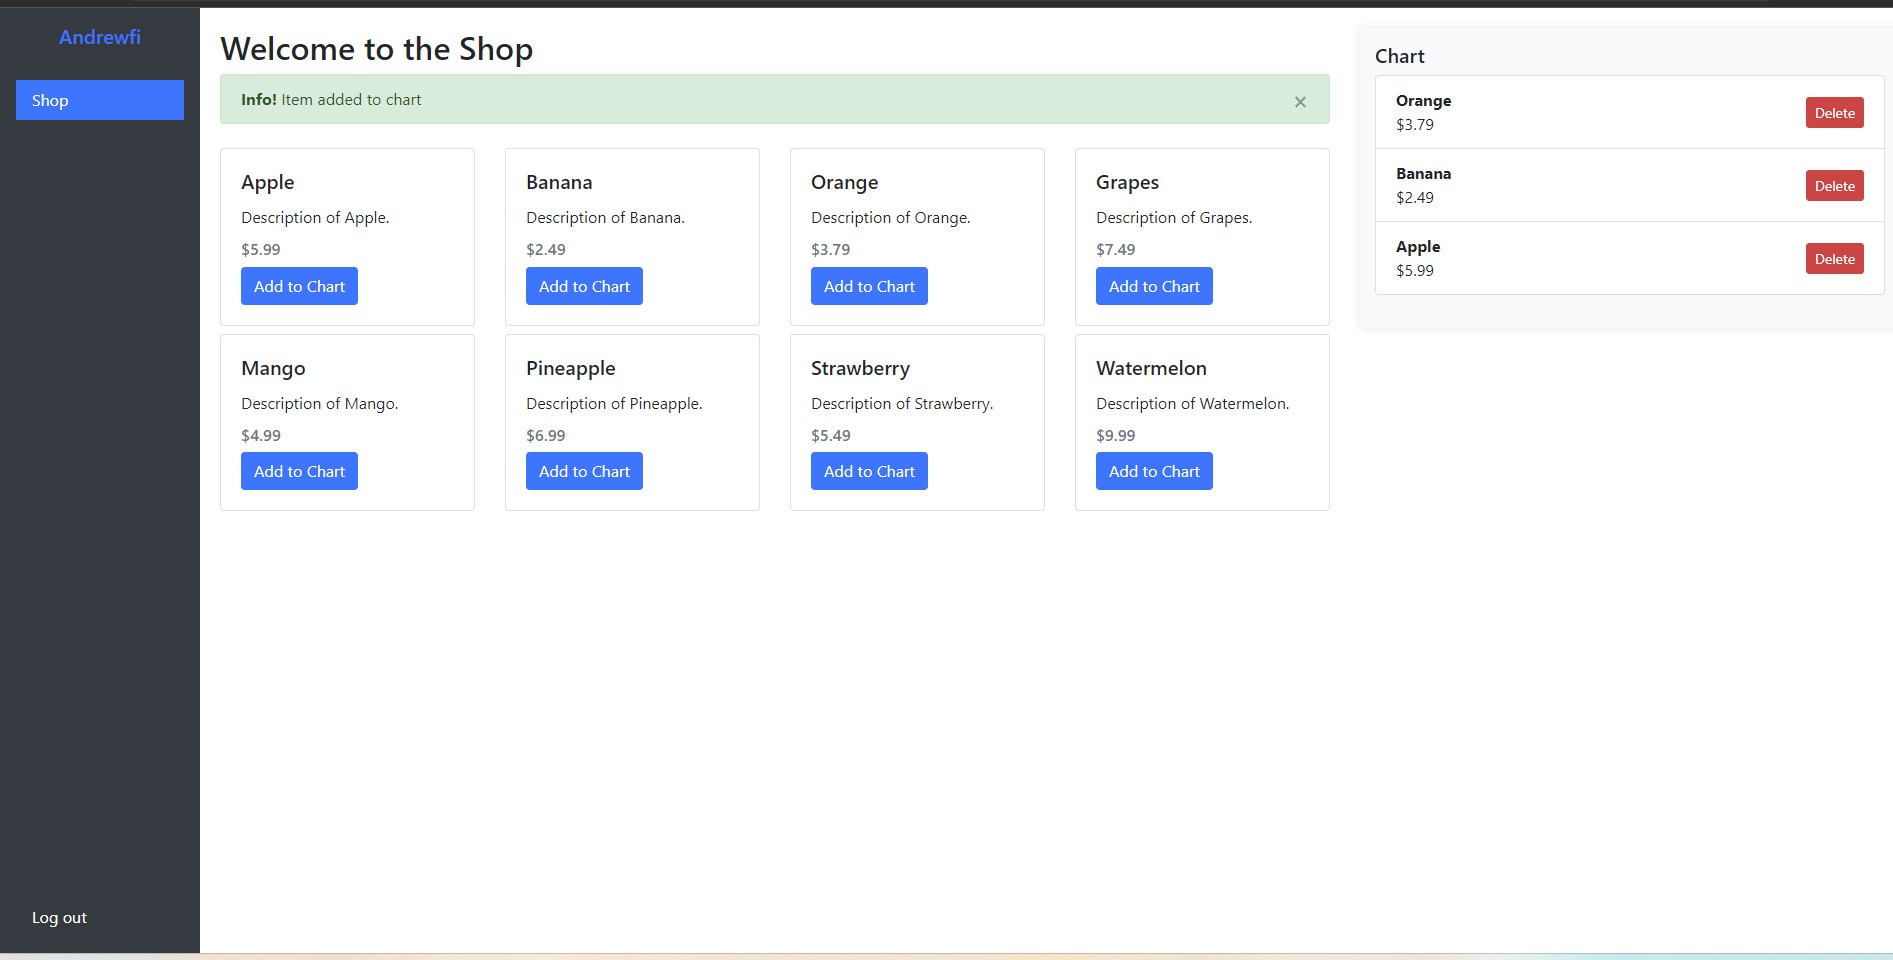 Andrewfi
Shop
Log out
Welcome to the Shop
Info! Item added to chart ×
Apple
Description of Apple.
$5.99
Add to Chart
Banana
Description of Banana.
$2.49
Add to Chart
Orange
Description of Orange.
$3.79
Add to Chart
Grapes
Description of Grapes.
$7.49
Add to Chart
Mango
Description of Mango.
$4.99
Add to Chart
Pineapple
Description of Pineapple.
$6.99
Add to Chart
Strawberry
Description of Strawberry.
$5.49
Add to Chart
Watermelon
Description of Watermelon.
$9.99
Add to Chart
Chart
Orange
$3.79
Delete
Banana
$2.49
Delete
Apple
$5.99
Delete